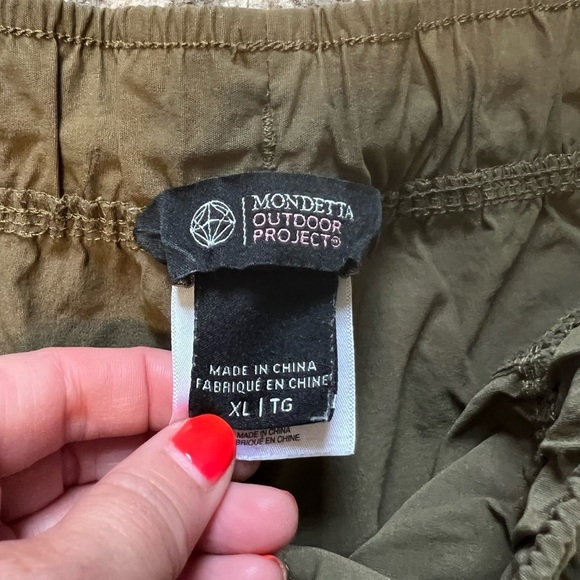 MONDETTA
OUTDOOR
PROJECT®
MADE IN CHINA
FABRIQUÉ EN CHINE
XL | TG
MADE IN CHINA
FABRIQUÉ EN CHINE